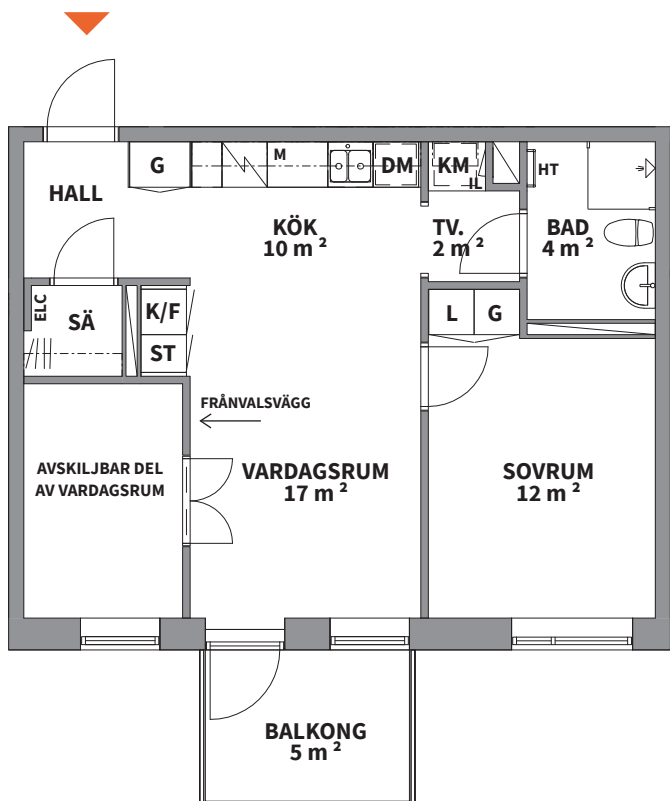 G
M
DM
KM
IL
HT
HALL
KÖK
10 m ²
TV.
2 m ²
BAD
4 m ²
ELC
SÄ
K/F
ST
L
G
FRÅNVALSVÄGG
AVSKILJBAR DEL
AV VARDAGSRUM
VARDAGSRUM
17 m ²
SOVRUM
12 m ²
BALKONG
5 m ²